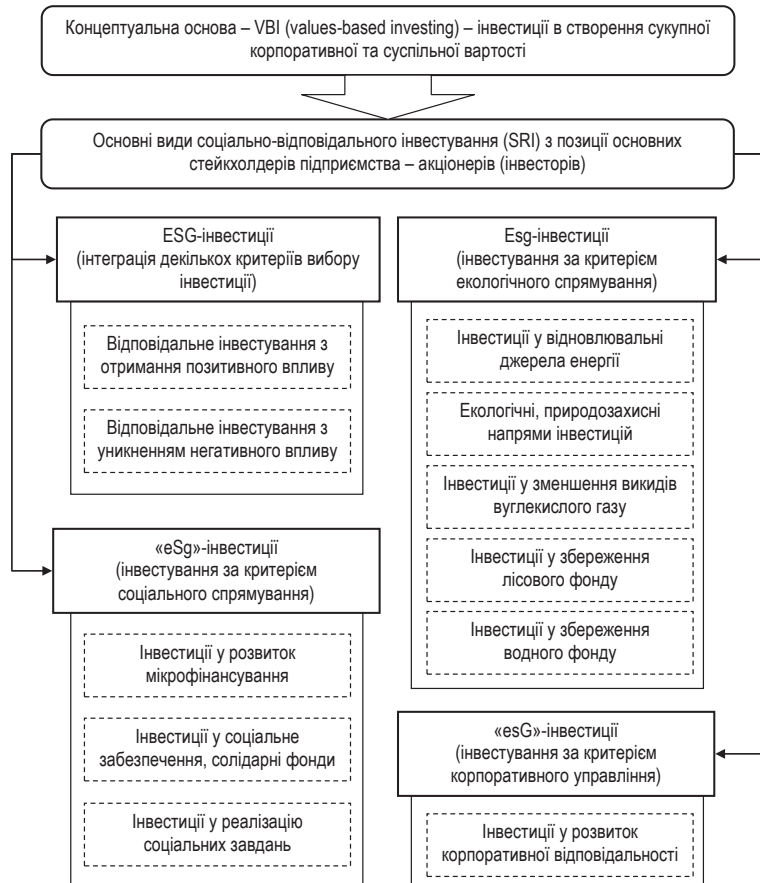 Концептуальна основа – VBI (values-based investing) – інвестиції в створення сукупної
корпоративної та суспільної вартості
Основні види соціально-відповідального інвестування (SRI) з позиції основних
стейкхолдерів підприємства – акціонерів (інвесторів)
ESG-інвестиції
(інтеграція декількох критеріїв вибору
інвестиції)
Відповідальне інвестування з
отримання позитивного впливу
Відповідальне інвестування з
уникненням негативного впливу
«eSg»-інвестиції
(інвестування за критерієм
соціального спрямування)
Інвестиції у розвиток
мікрофінансування
Інвестиції у соціальне
забезпечення, солідарні фонди
Інвестиції у реалізацію
соціальних завдань
Esg-інвестиції
(інвестування за критерієм
екологічного спрямування)
Інвестиції у відновлювальні
джерела енергії
Екологічні, природозахисні
напрями інвестицій
Інвестиції у зменшення викидів
вуглекислого газу
Інвестиції у збереження
лісового фонду
Інвестиції у збереження
водного фонду
«esG»-інвестиції
(інвестування за критерієм
корпоративного управління)
Інвестиції у розвиток
корпоративної відповідальності